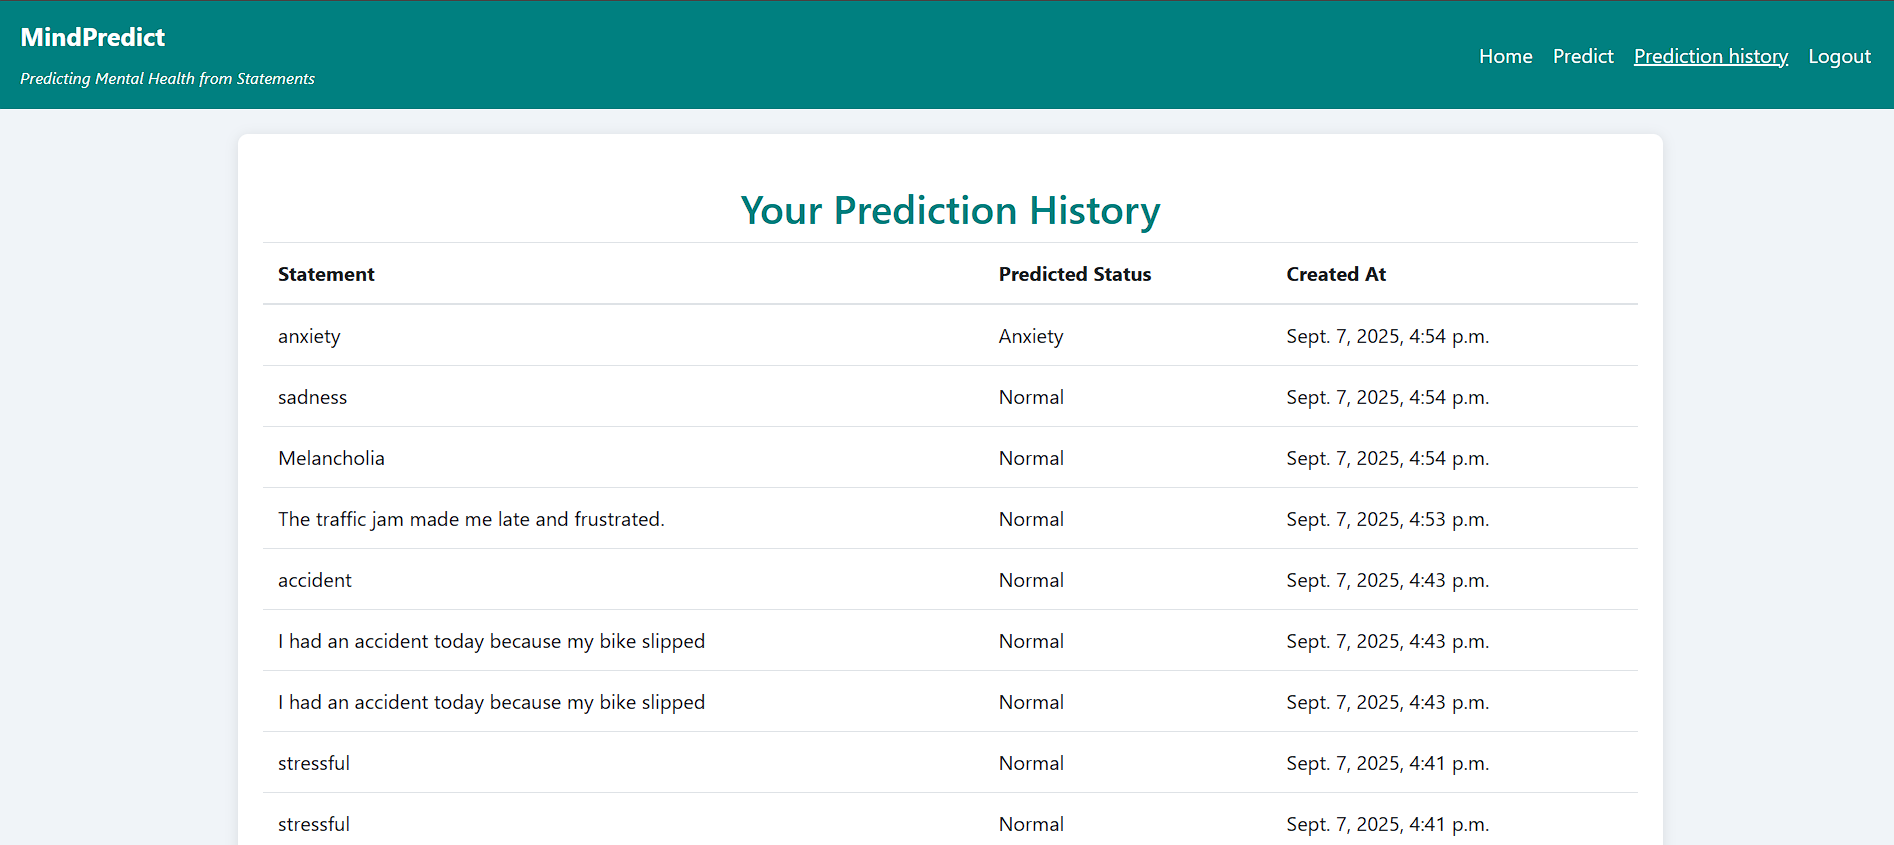 MindPredict
Predicting Mental Health from Statements
Home Predict Prediction history Logout
Your Prediction History
Statement Predicted Status Created At
anxiety Anxiety Sept. 7, 2025, 4:54 p.m.
sadness Normal Sept. 7, 2025, 4:54 p.m.
Melancholia Normal Sept. 7, 2025, 4:54 p.m.
The traffic jam made me late and frustrated. Normal Sept. 7, 2025, 4:53 p.m.
accident Normal Sept. 7, 2025, 4:43 p.m.
I had an accident today because my bike slipped Normal Sept. 7, 2025, 4:43 p.m.
I had an accident today because my bike slipped Normal Sept. 7, 2025, 4:43 p.m.
stressful Normal Sept. 7, 2025, 4:41 p.m.
stressful Normal Sept. 7, 2025, 4:41 p.m.